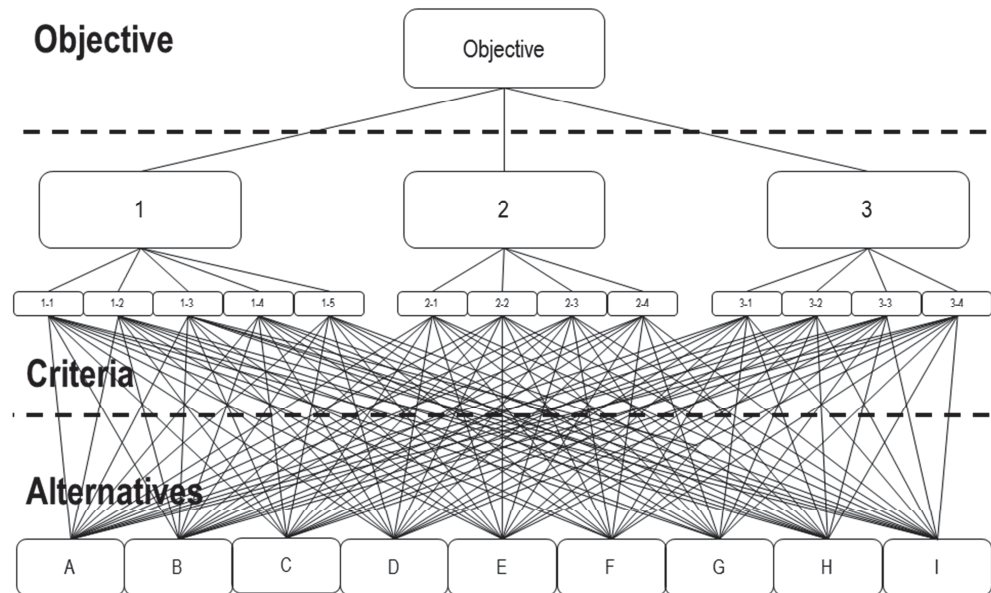 Objective
Objective
1
2
3
1-1 1-2 1-3 1-4 1-5 2-1 2-2 2-3 2-4 3-1 3-2 3-3 3-4
Criteria
Alternatives
A B C D E F G H I